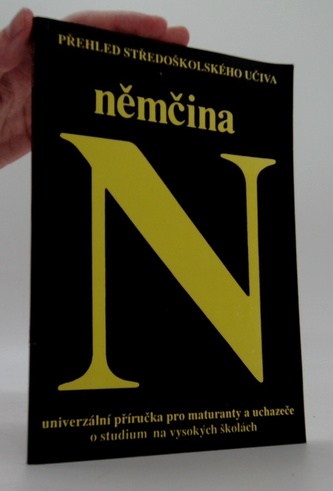 PŘEHLED STŘEDOŠKOLSKÉHO UČIVA
němčina
N
univerzální příručka pro maturanty a uchazeče
o studium na vysokých školách